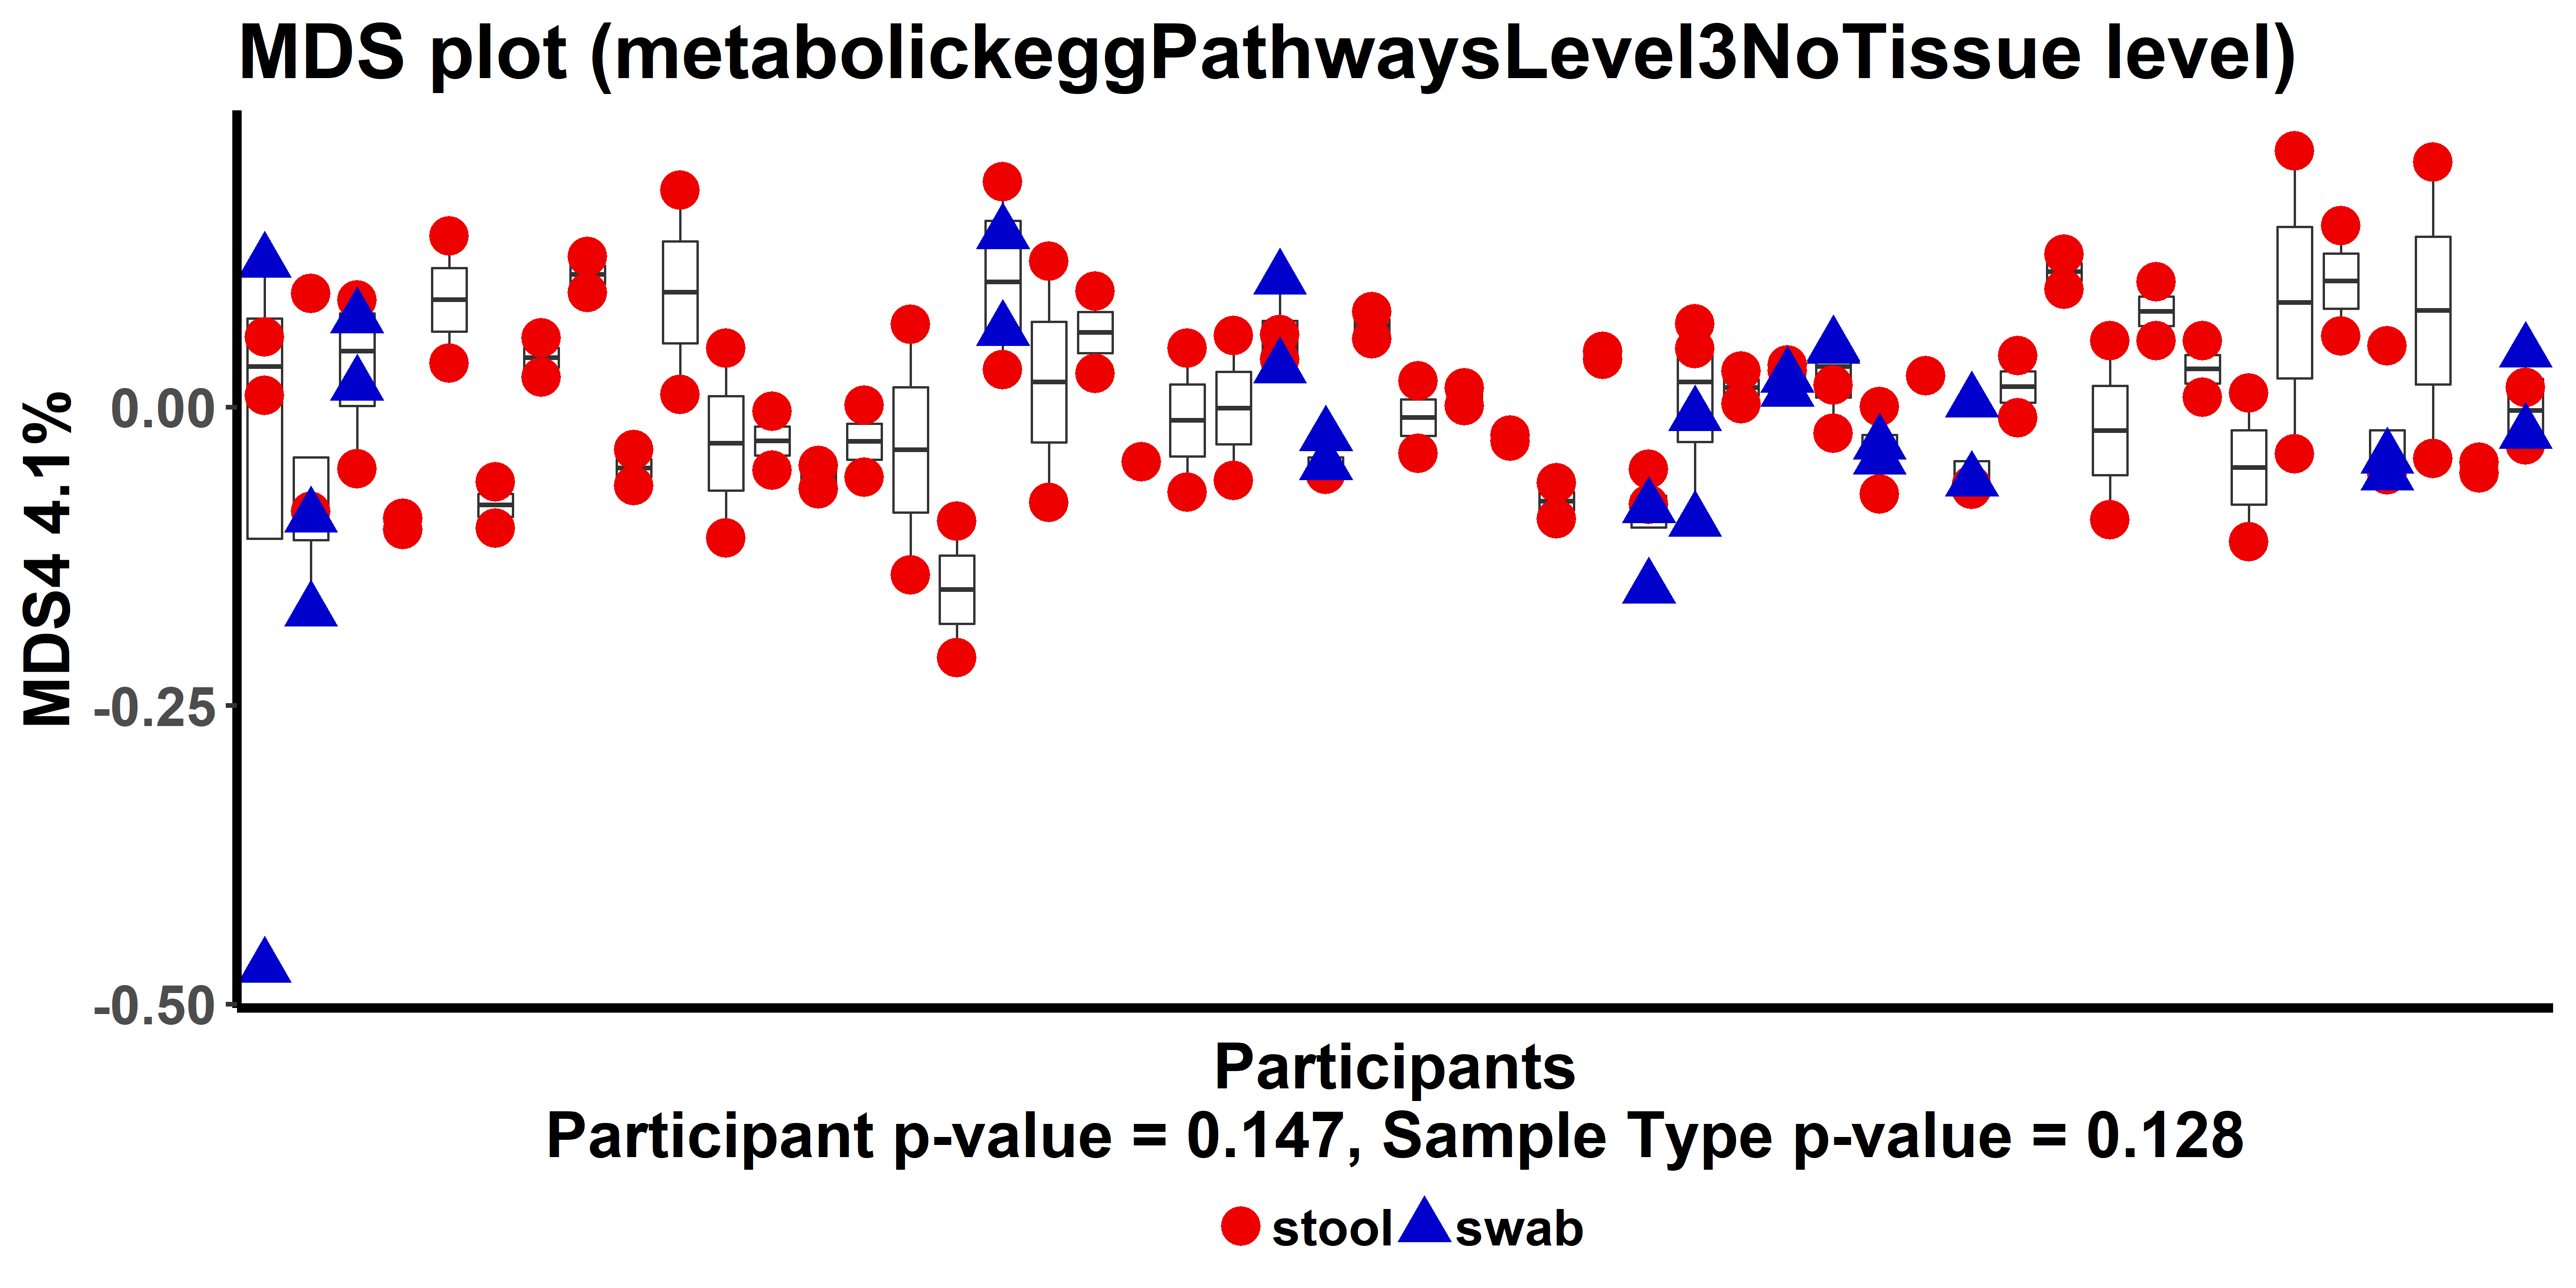 MDS plot (metabolickeggPathwaysLevel3NoTissue level)
MDS4 4.1%
0.00
-0.25
-0.50
Participants
Participant p-value = 0.147, Sample Type p-value = 0.128
stool swab